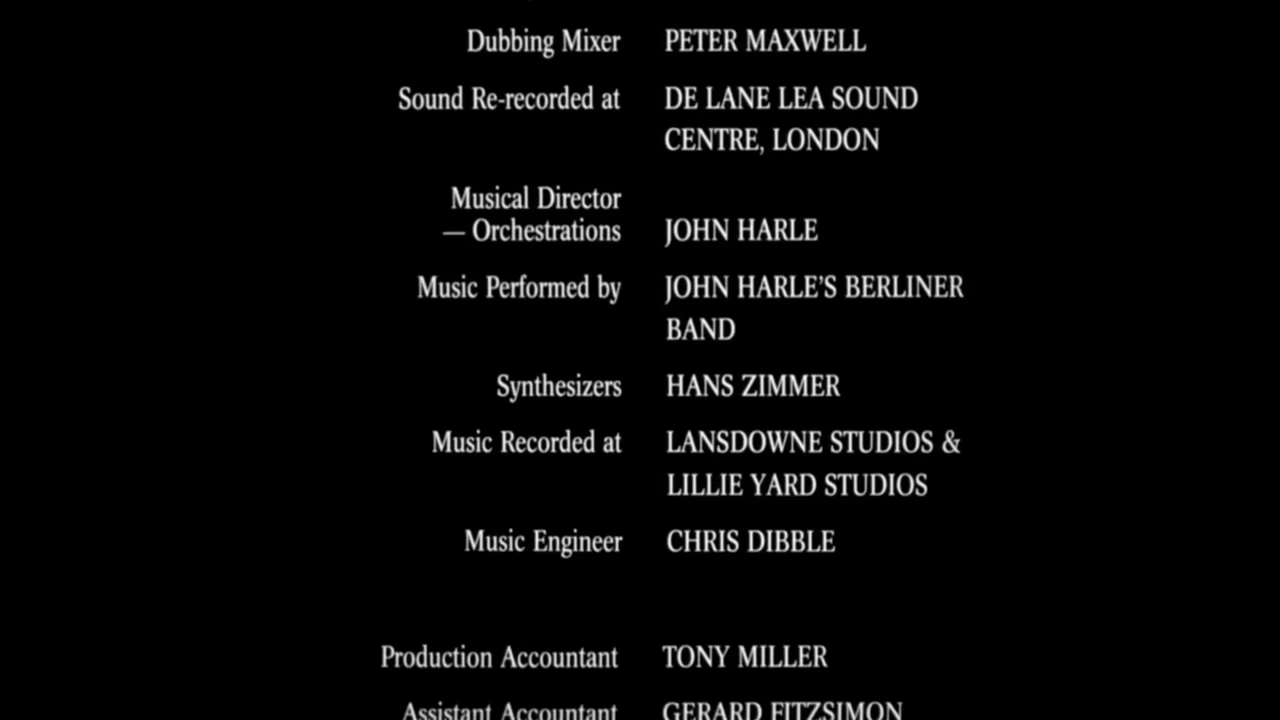 Dubbing Mixer PETER MAXWELL
Sound Re-recorded at DE LANE LEA SOUND
CENTRE, LONDON
Musical Director
— Orchestrations JOHN HARLE
Music Performed by JOHN HARLE'S BERLINER
BAND
Synthesizers HANS ZIMMER
Music Recorded at LANSDOWNE STUDIOS &
LILLIE YARD STUDIOS
Music Engineer CHRIS DIBBLE
Production Accountant TONY MILLER
Assistant Accountant GERARD FITZSIMON